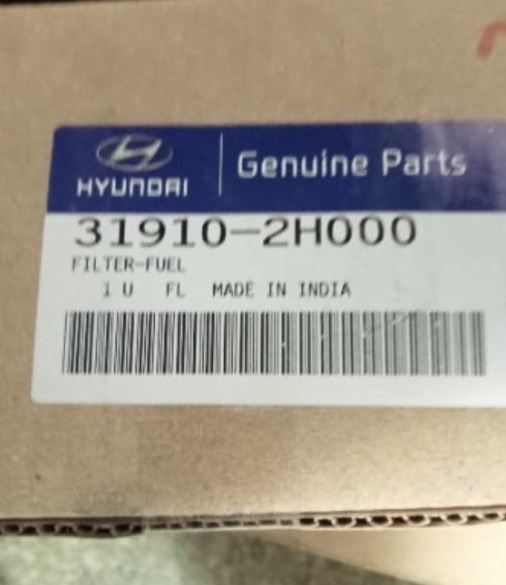 HYUNDAI
Genuine Parts
31910-2H000
FILTER-FUEL
1 U FL MADE IN INDIA